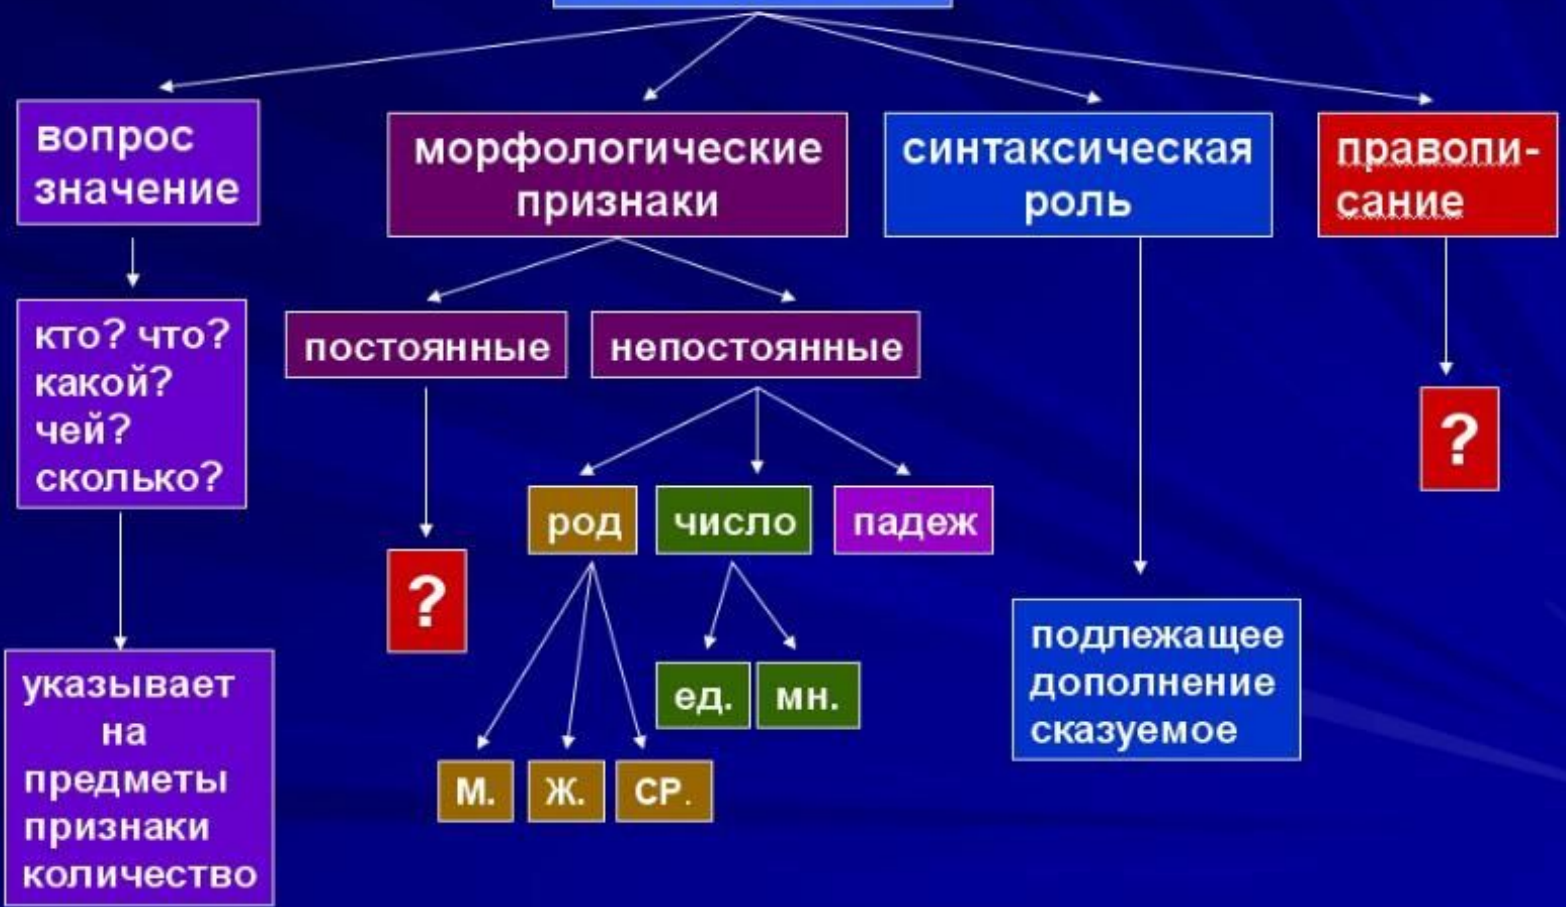 вопрос
значение
морфологические
признаки
синтаксическая
роль
правопи-
сание
кто? что?
какой?
чей?
сколько?
постоянные
непостоянные
?
род
число
падеж
?
ед.
мн.
м.
ж.
ср.
подлежащее
дополнение
сказуемое
указывает
на
предметы
признаки
количество